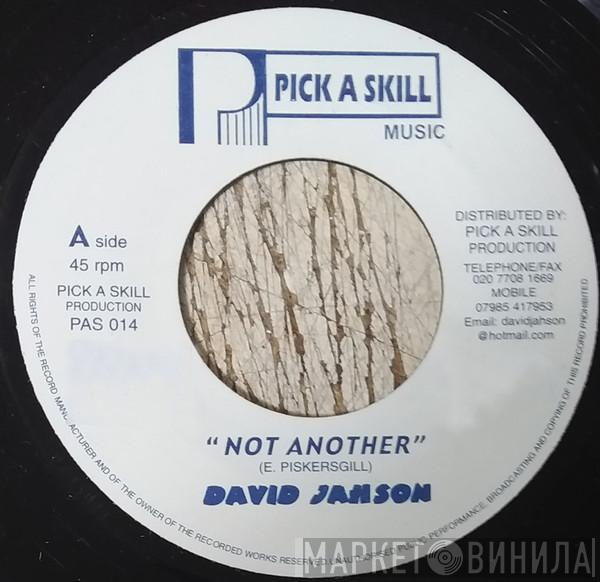 PICK A SKILL
MUSIC
A side
45 rpm
PICK A SKILL
PRODUCTION
PAS 014
DISTRIBUTED BY:
PICK A SKILL
PRODUCTION
TELEPHONE/FAX
020 7708 1669
MOBILE
07985 417953
Email: davidjahson
@hotmail.com
"NOT ANOTHER"
(E. PISKERSGILL)
DAVID JAHSON
ALL RIGHTS OF THE RECORD MANUFACTURER AND OF THE OWNER OF THE RECORDED WORKS RESERVED. UNAUTHORISED PUBLIC PERFORMANCE, BROADCASTING AND COPYING OF THIS RECORD PROHIBITED
МАРКЕТ ВИНИЛА